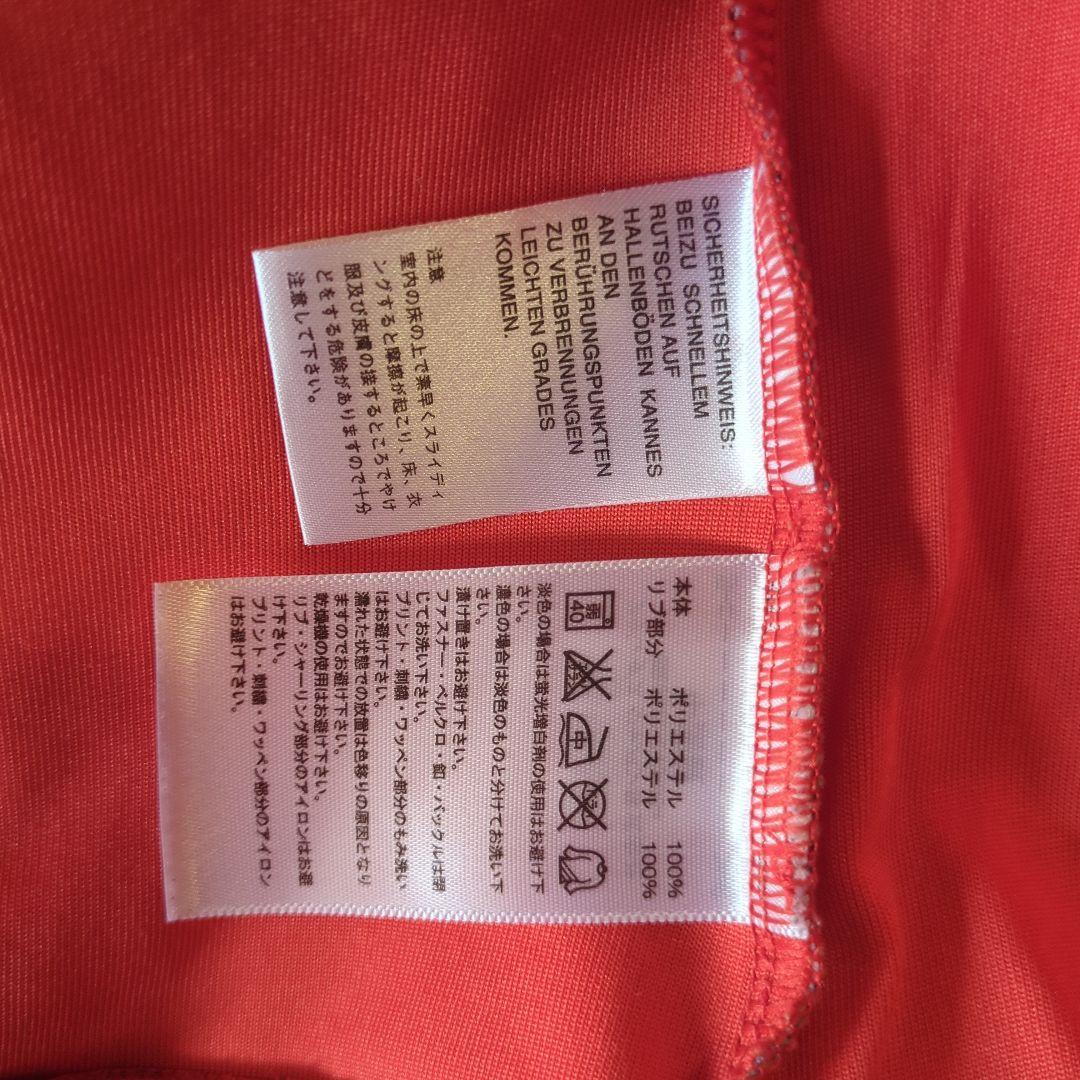 SICHERHEITSHINWEIS:
BEIZU SCHNELLEM
RUTSCHEN AUF
HALLENBÖDEN KANNES
AN DEN
BERÜHRUNGSPUNKTEN
ZU VERBRENNUNGEN
LEICHTEN GRADES
KOMMEN.
注意
室内の床の上で素早くスライディ
ングすると摩擦が起こり、床、衣
服及び皮膚の接するところでやけ
どをする危険がありますので十分
注意して下さい。
本体 ポリエステル 100%
リブ部分 ポリエステル 100%
弱
40
エンソサラシ
中
ドライ
淡色の場合は蛍光増白剤の使用はお避け下
さい。
濃色の場合は淡色のものと分けてお洗い下
さい。
漬け置きはお避け下さい。
ファスナー・ベルクロ・釦・バックルは閉
じてお洗い下さい。
プリント・刺繍・ワッペン部分のもみ洗い
はお避け下さい。
濡れた状態での放置は色移りの原因となり
ますのでお避け下さい。
乾燥機の使用はお避け下さい。
リブ・シャーリング部分のアイロンはお避
け下さい。
プリント・刺繍・ワッペン部分のアイロン
はお避け下さい。